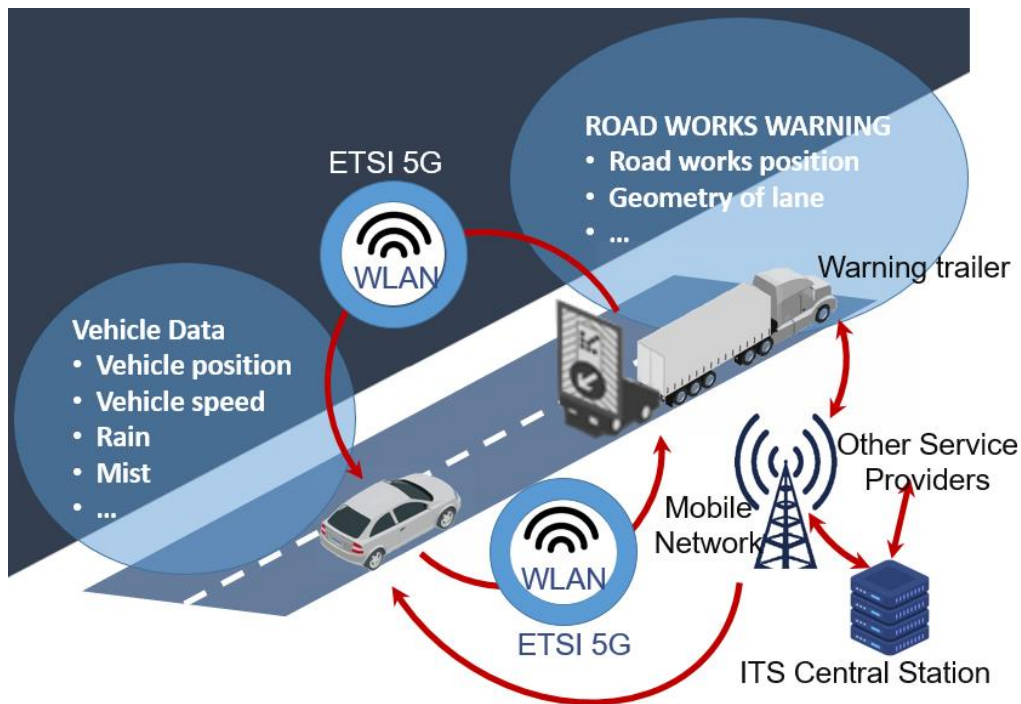 ETSI 5G
WLAN
ROAD WORKS WARNING
• Road works position
• Geometry of lane
• ...
Warning trailer
Vehicle Data
• Vehicle position
• Vehicle speed
• Rain
• Mist
• ...
Other Service
Providers
Mobile
Network
WLAN
ETSI 5G
ITS Central Station